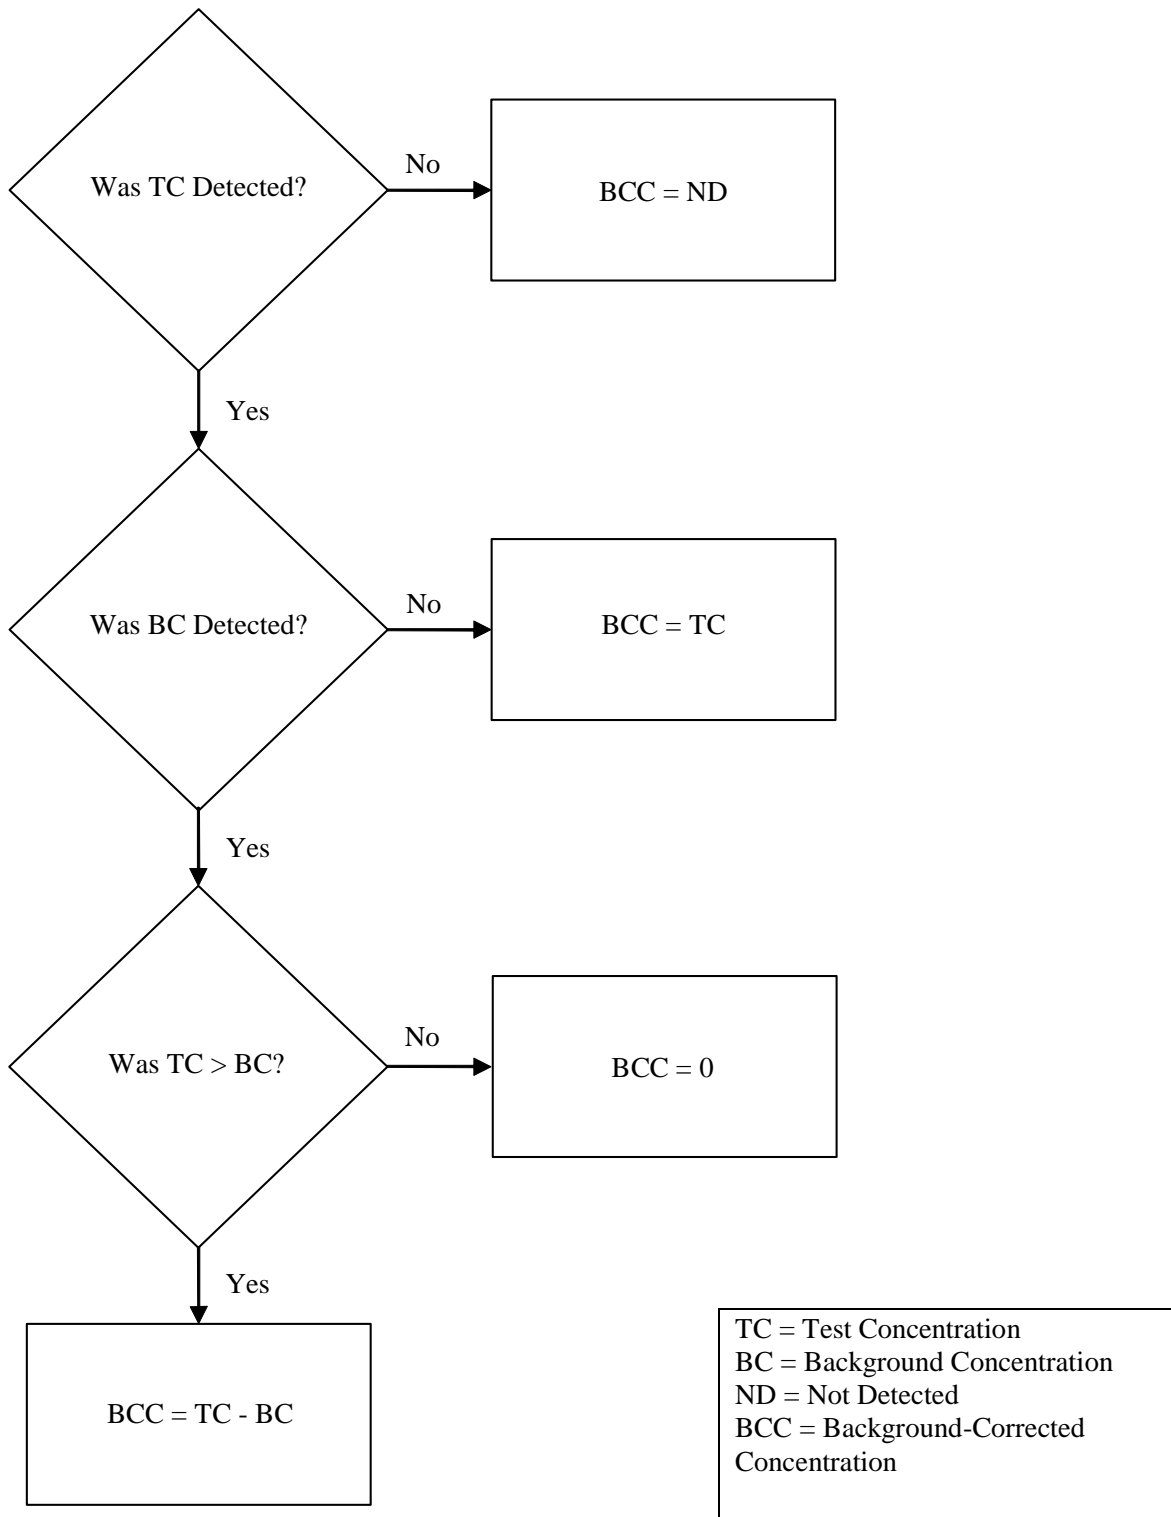 Was TC Detected?
No
BCC = ND
Yes
Was BC Detected?
No
BCC = TC
Yes
Was TC > BC?
No
BCC = 0
Yes
BCC = TC - BC
TC = Test Concentration
BC = Background Concentration
ND = Not Detected
BCC = Background-Corrected
Concentration